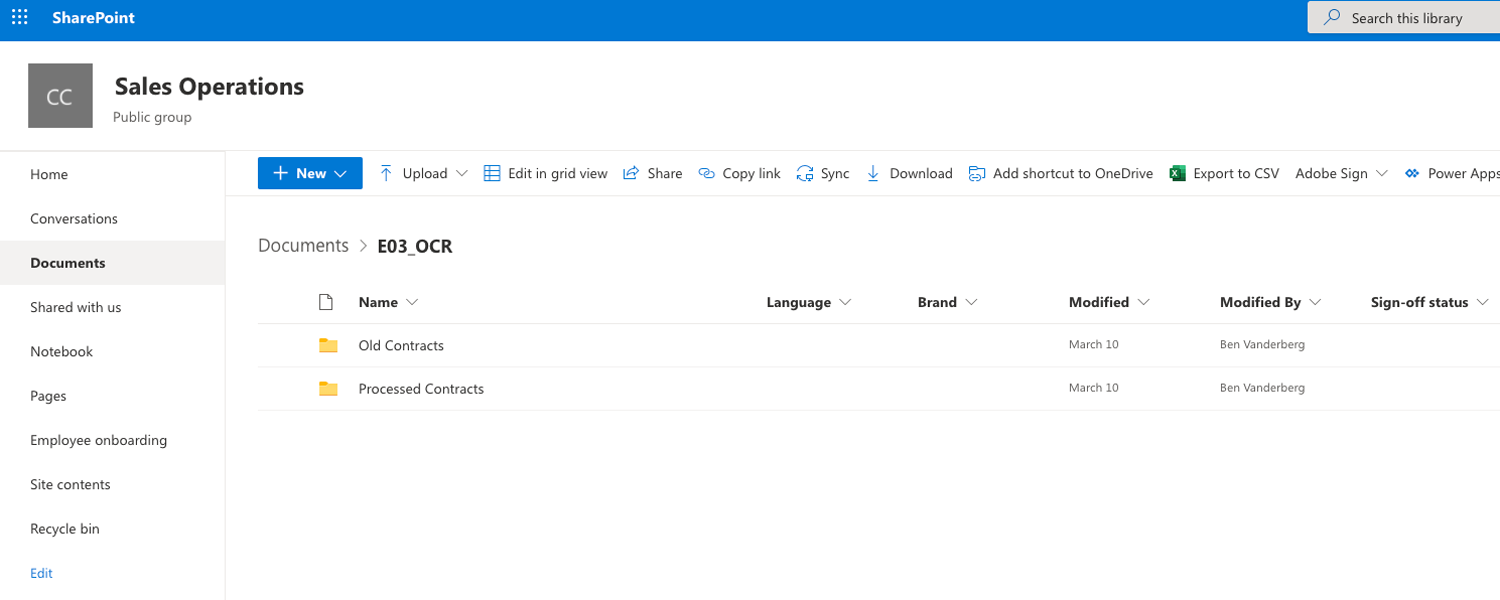 SharePoint
Search this library
CC
Sales Operations
Public group
Home
Conversations
Documents
Shared with us
Notebook
Pages
Employee onboarding
Site contents
Recycle bin
Edit
New Upload Edit in grid view Share Copy link Sync Download Add shortcut to OneDrive Export to CSV Adobe Sign Power Apps
Documents > E03_OCR
Name Language Brand Modified Modified By Sign-off status
Old Contracts March 10 Ben Vanderberg
Processed Contracts March 10 Ben Vanderberg